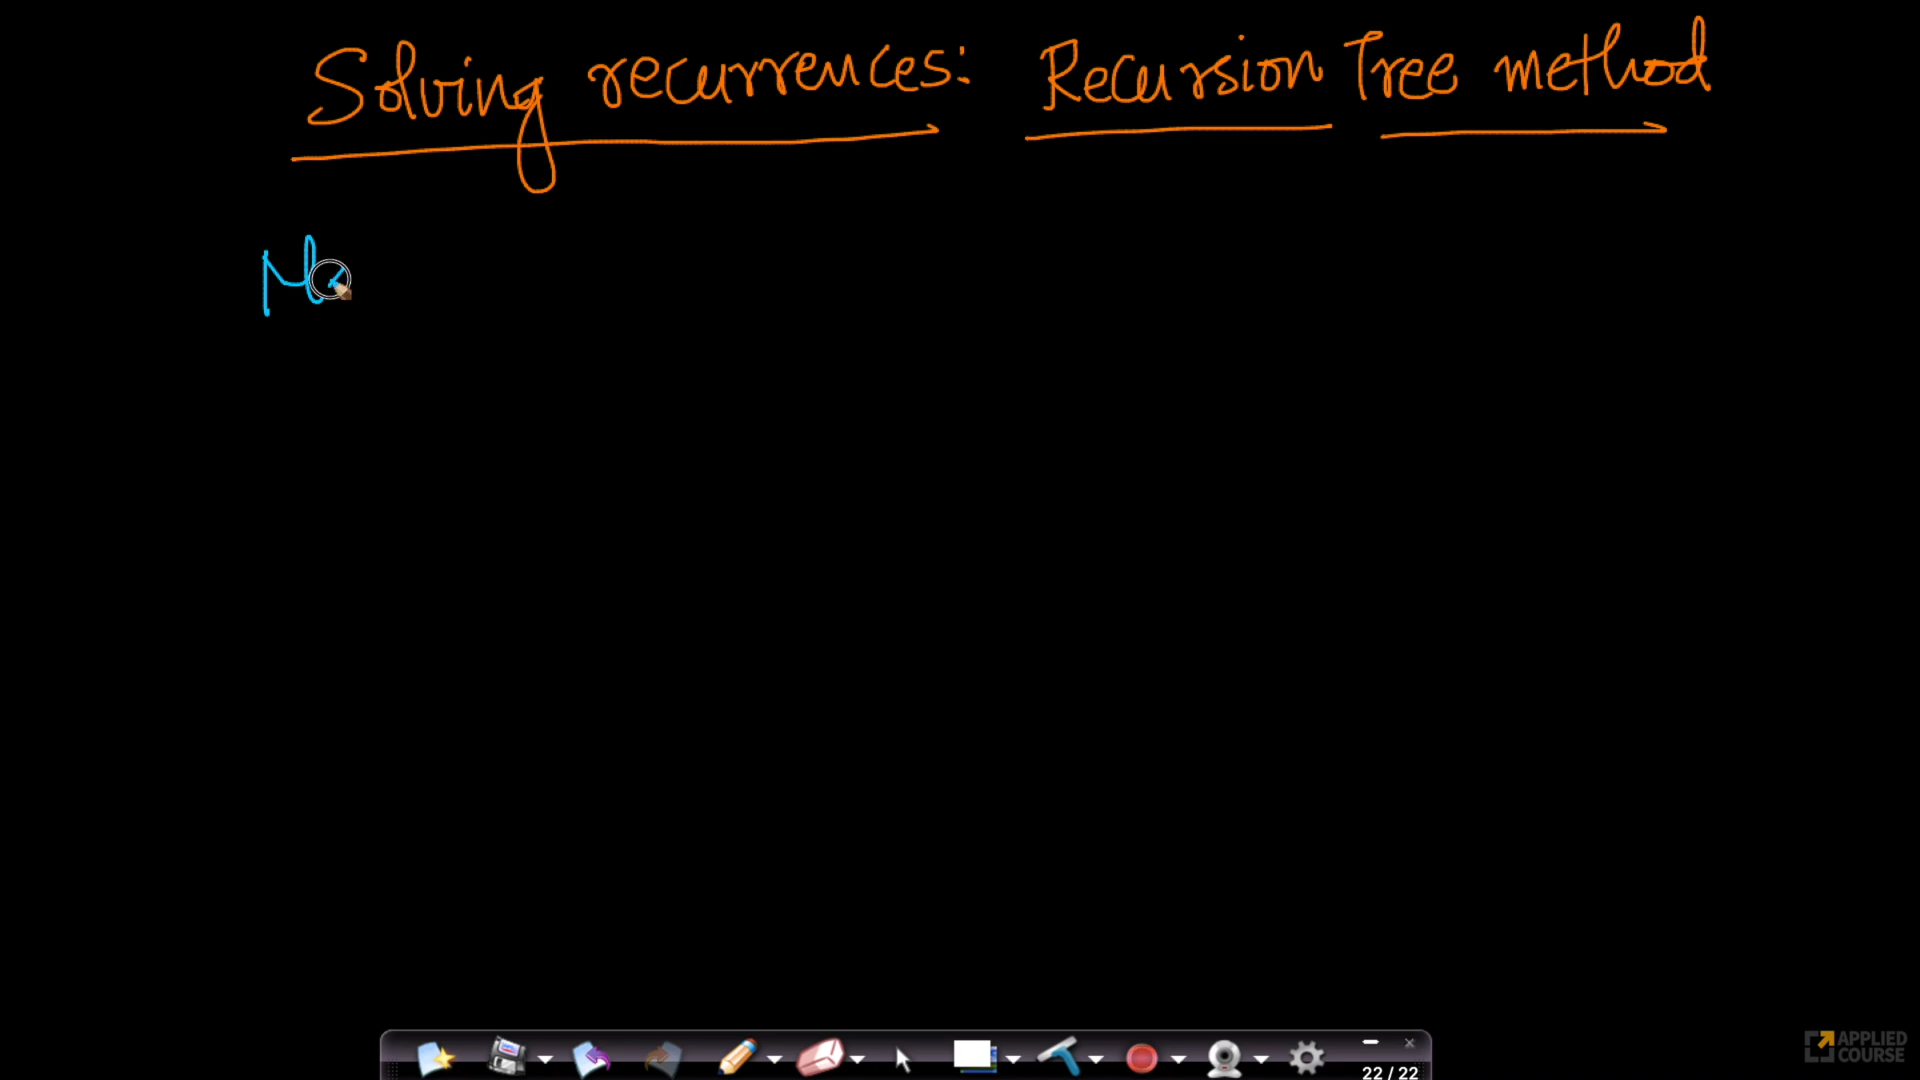 Solving recurrences: Recursion Tree method
22 / 22
APPLIED
COURSE